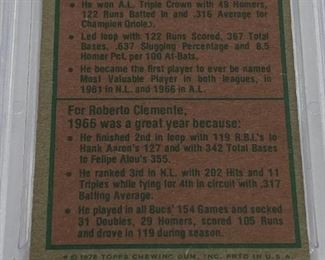 • He won A.L. Triple Crown with 49 Homers,
122 Runs Batted In and .316 Average for
Champion Orioles.
• Led loop with 122 Runs Scored, 367 Total
Bases, .637 Slugging Percentage and 8.5
Homer Pct. per 100 At-Bats.
• He became the first player to ever be named
Most Valuable Player in both leagues, in
1961 in N.L. and 1966 in A.L.
For Roberto Clemente,
1966 was a great year because:
• He finished 2nd in loop with 119 R.B.I.'s to
Hank Aaron's 127 and with 342 Total Bases
to Felipe Alou's 355.
• He ranked 3rd in N.L. with 202 Hits and 11
Triples while tying for 4th in circuit with .317
Batting Average.
• He played in all Bucs' 154 Games and socked
31 Doubles, 29 Homers, scored 105 Runs
and drove in 119 during season.
© 1975 TOPPS CHEWING GUM, INC. PRTD IN U.S.A.